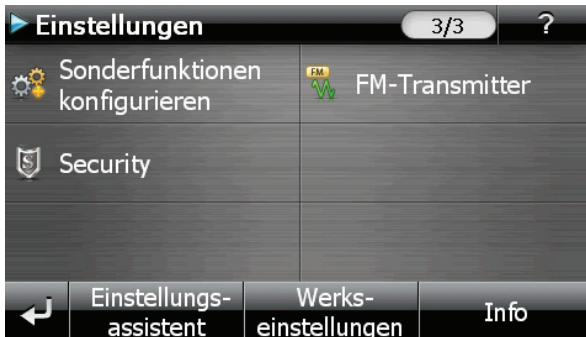 Einstellungen
3/3
?
Sonderfunktionen
konfigurieren
FM
FM-Transmitter
S
Security
Einstellungs-
assistent
Werks-
einstellungen
Info